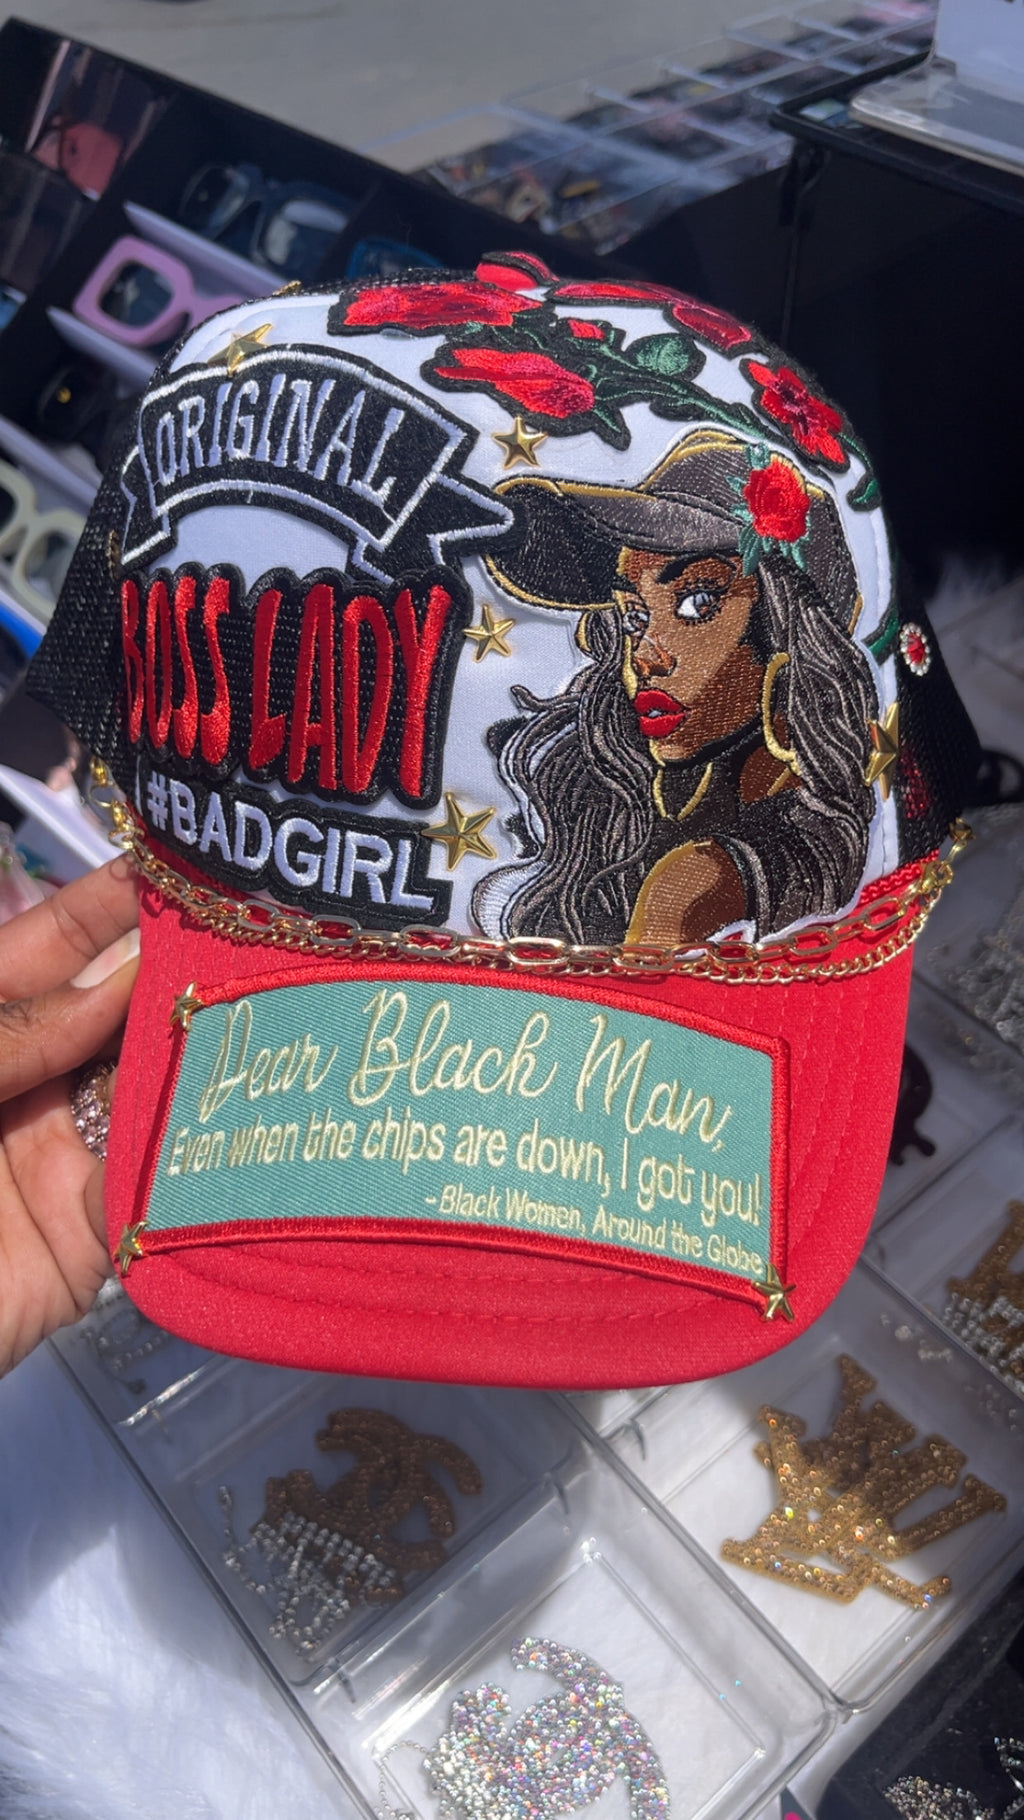 ORIGINAL
BOSS LADY
#BADGIRL
Dear Black Man,
Even when the chips are down, I got you!
~Black Women, Around the Globe